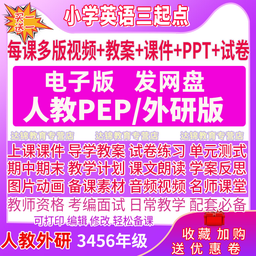 小学英语三起点
每课多版视频+教案+课件+PPT+试卷
电子版 发网盘
人教PEP/外研版
上课课件 导学教案 试卷练习 单元测式
期中期末 教学计划 课文朗读 学案反思
图片动画 备课素材 音频视频 名师课堂
教师资格 考编面试 日常教学 配套必备
可打印 编辑,修改,轻松备课
人教外研 3456年级
收藏 加购
送优惠卷